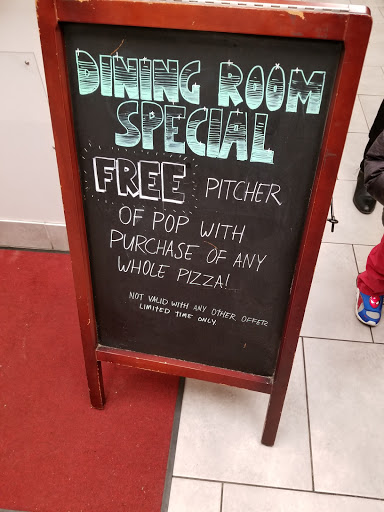 DINING ROOM
SPECIAL
FREE PITCHER
OF POP WITH
PURCHASE OF ANY
WHOLE PIZZA!
NOT VALID WITH ANY OTHER OFFER
LIMITED TIME ONLY